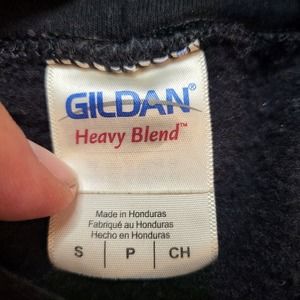 GILDAN®
Heavy Blend™
Made in Honduras
Fabriqué au Honduras
Hecho en Honduras
S | P | CH